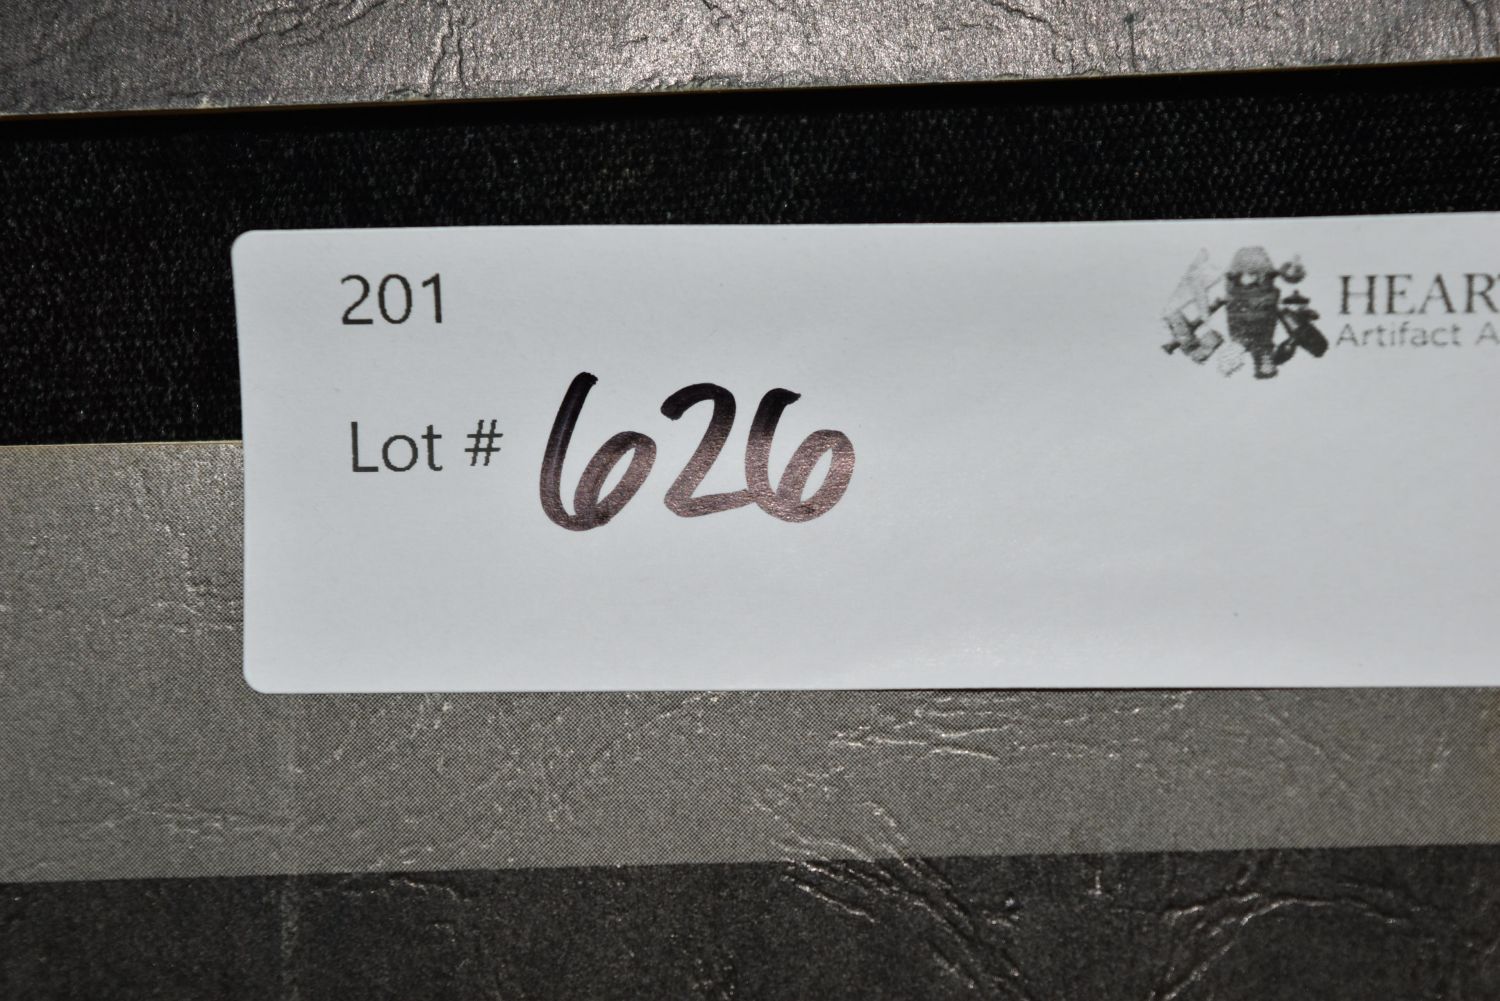 201
HEAR
Artifact A
Lot # 626